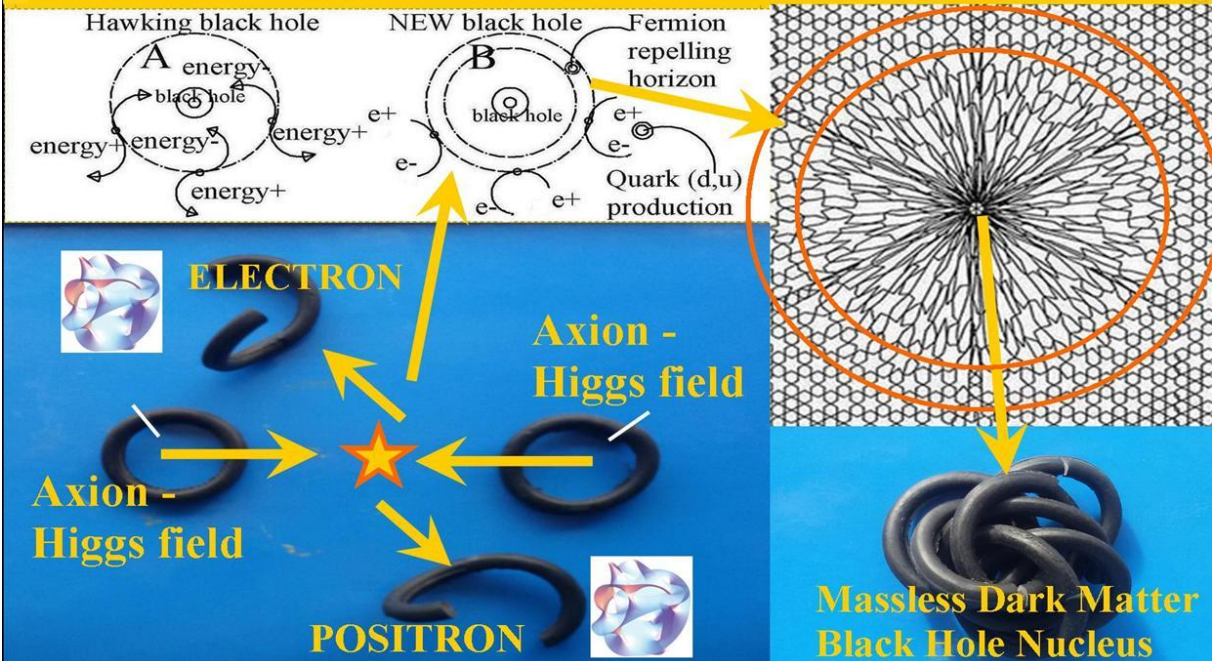 Hawking black hole
A
energy-
black hole
energy+
energy-
energy+
energy+
NEW black hole
B
Fermion
repelling
horizon
black hole
e+
e-
e+
e-
e-
e+
Quark (d,u)
production
ELECTRON
Axion -
Higgs field
Axion -
Higgs field
POSITRON
Massless Dark Matter
Black Hole Nucleus